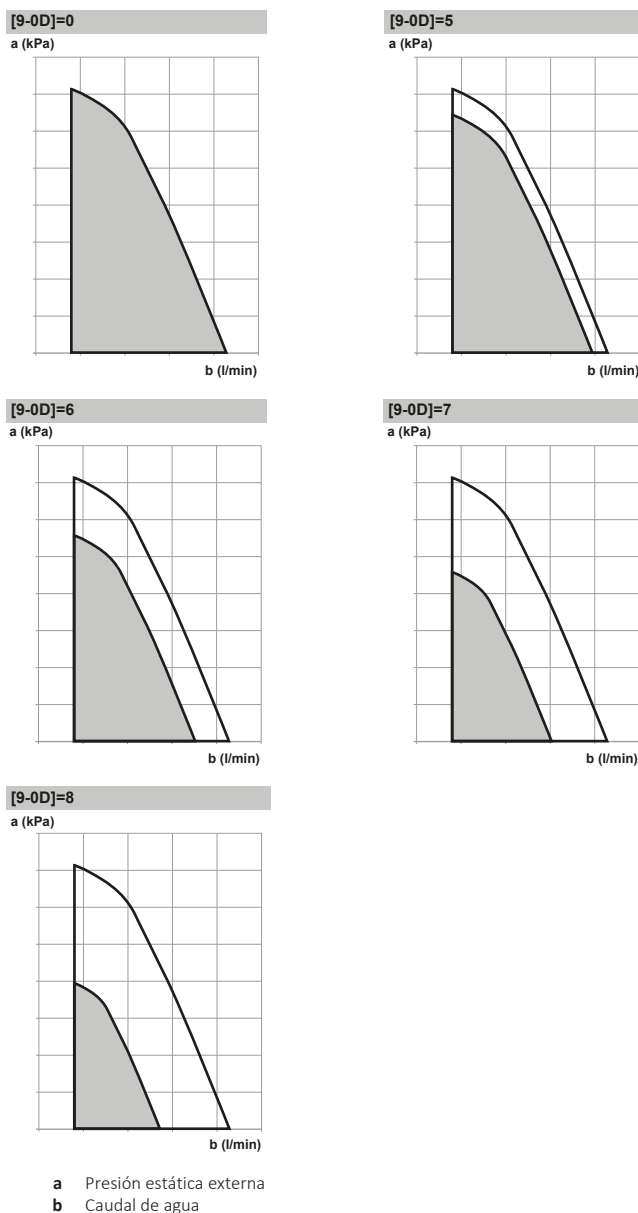 [9-0D]=0
a (kPa)
b (l/min)
[9-0D]=5
a (kPa)
b (l/min)
[9-0D]=6
a (kPa)
b (l/min)
[9-0D]=7
a (kPa)
b (l/min)
[9-0D]=8
a (kPa)
b (l/min)
a Presión estática externa
b Caudal de agua